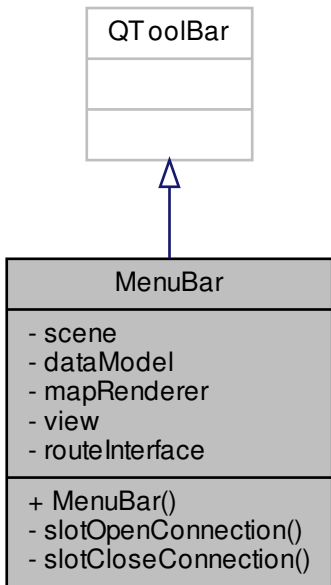 QToolBar
MenuBar
- scene
- dataModel
- mapRenderer
- view
- routeInterface
+ MenuBar()
- slotOpenConnection()
- slotCloseConnection()